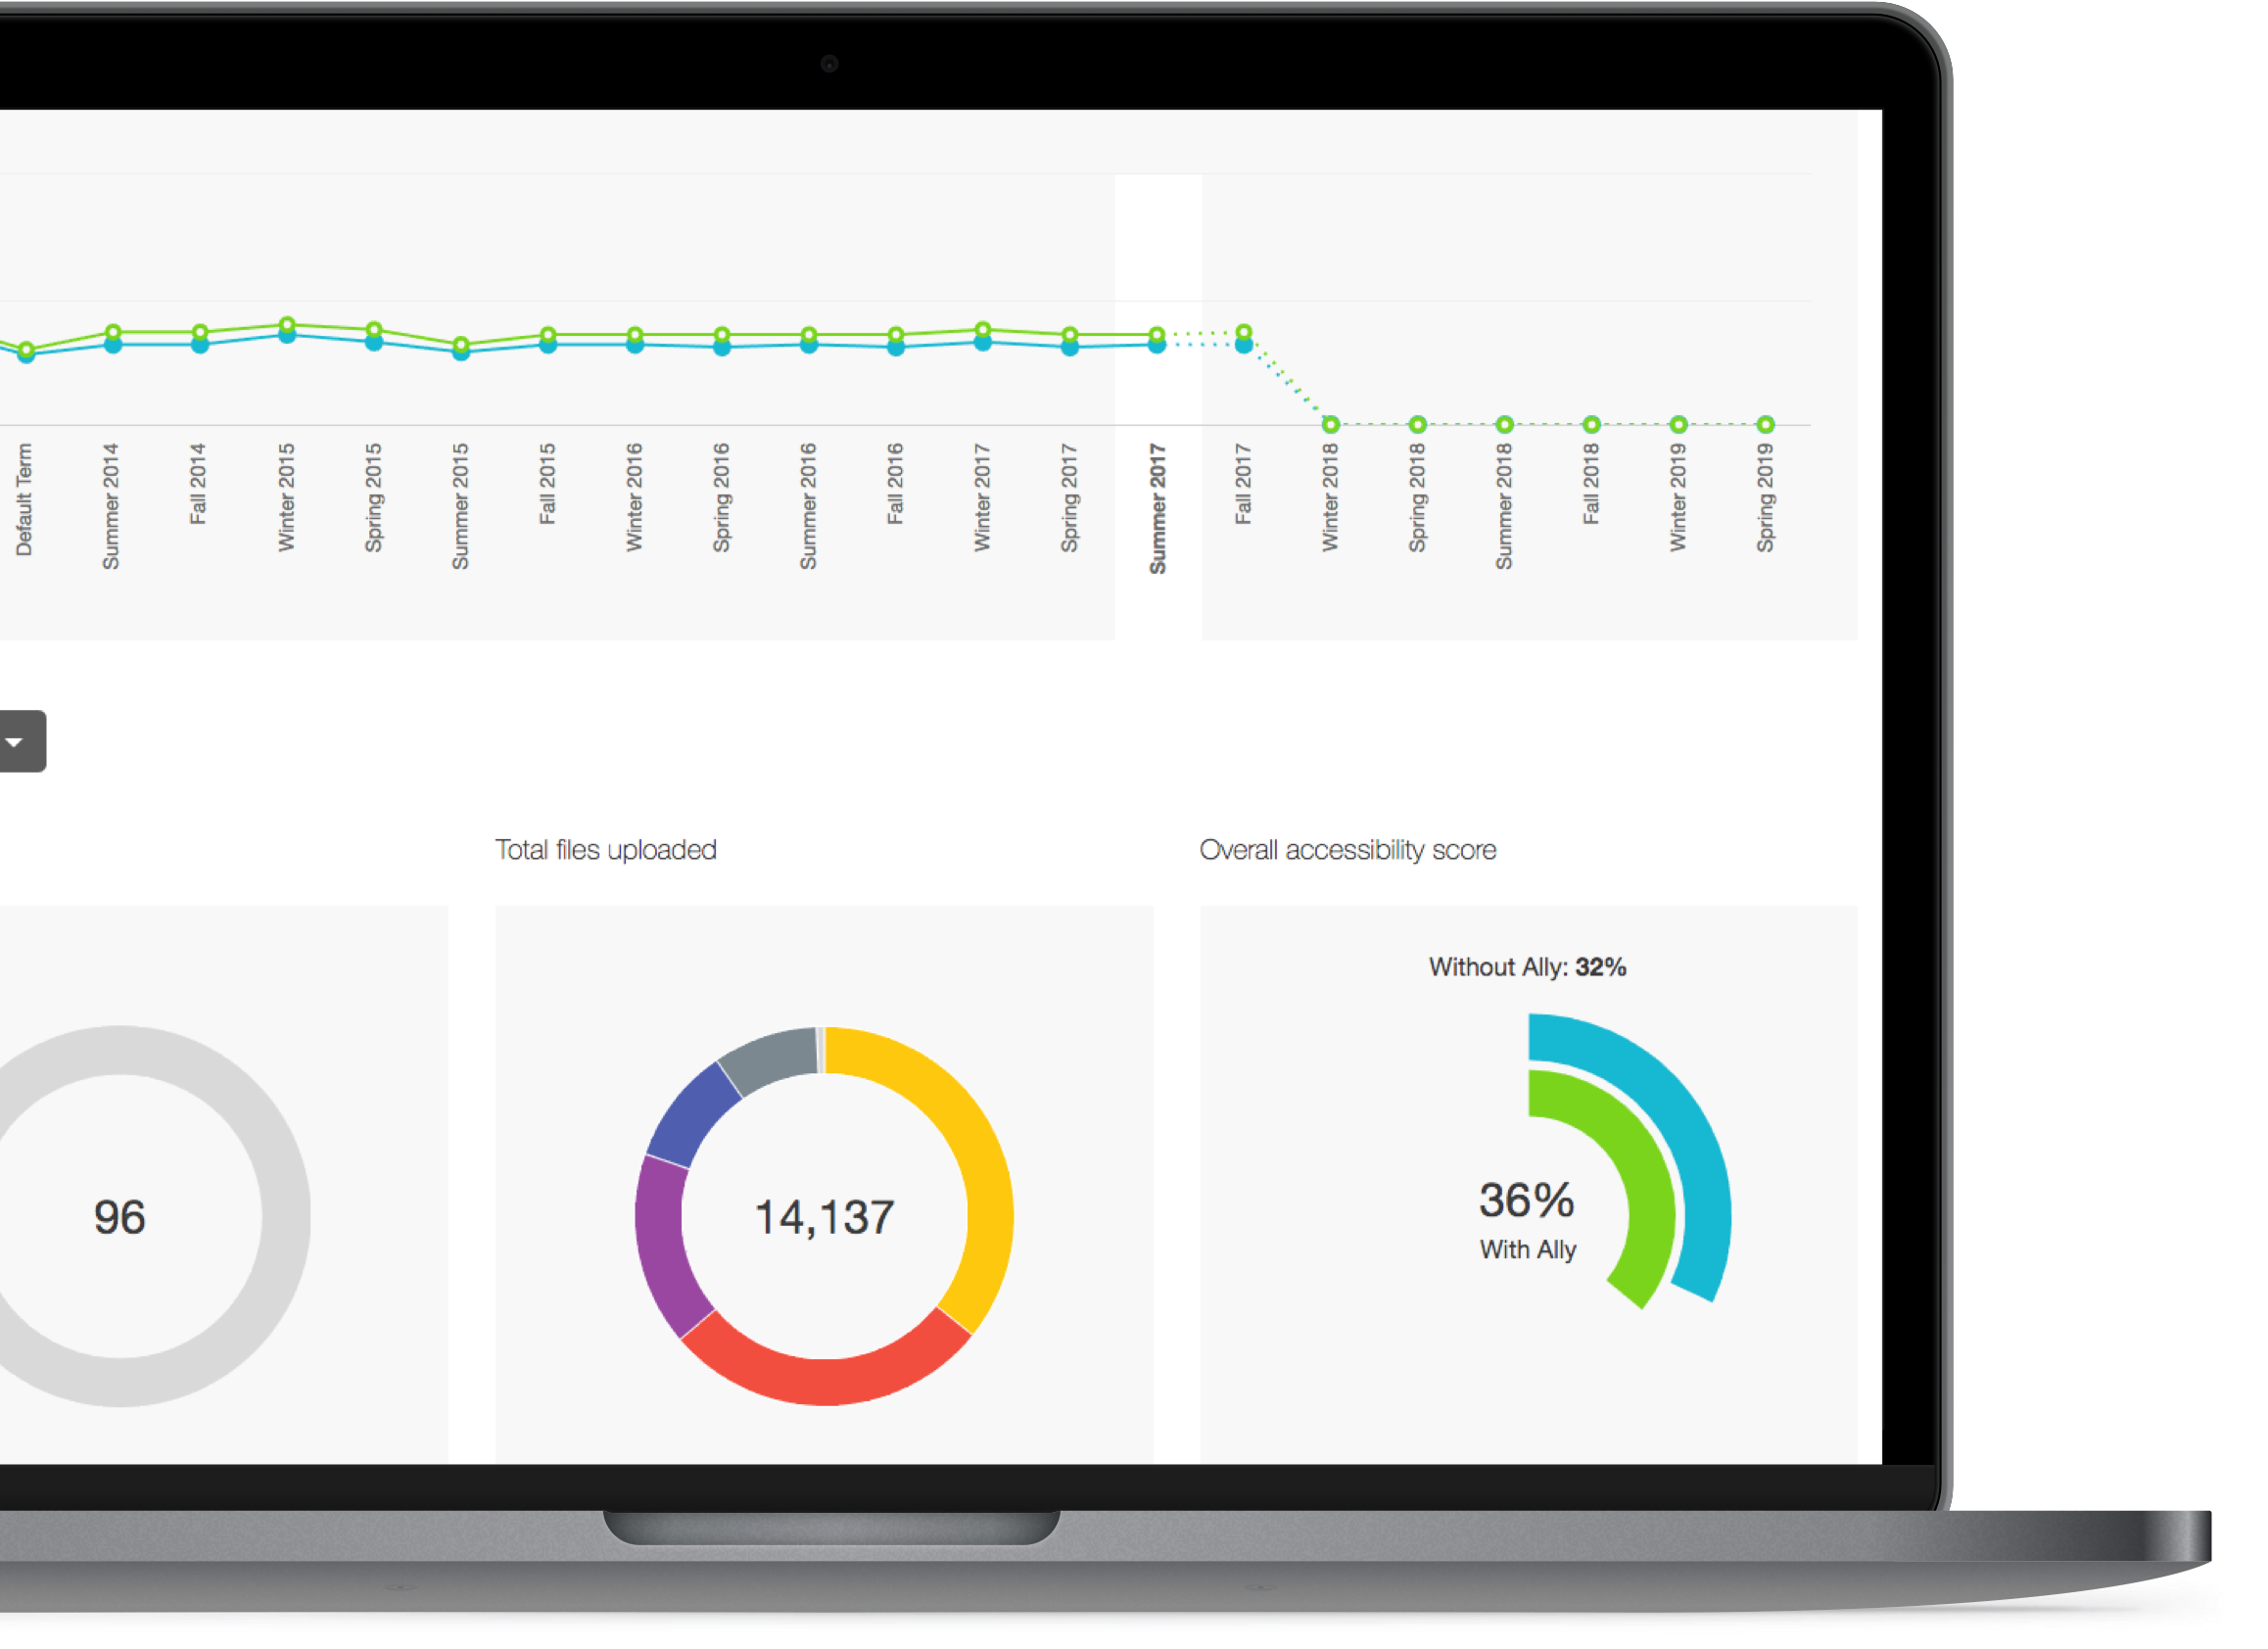 Default Term
Summer 2014
Fall 2014
Winter 2015
Spring 2015
Summer 2015
Fall 2015
Winter 2016
Spring 2016
Summer 2016
Fall 2016
Winter 2017
Spring 2017
Summer 2017
Fall 2017
Winter 2018
Spring 2018
Summer 2018
Fall 2018
Winter 2019
Spring 2019
Total files uploaded
Overall accessibility score
96
14,137
Without Ally: 32%
36%
With Ally